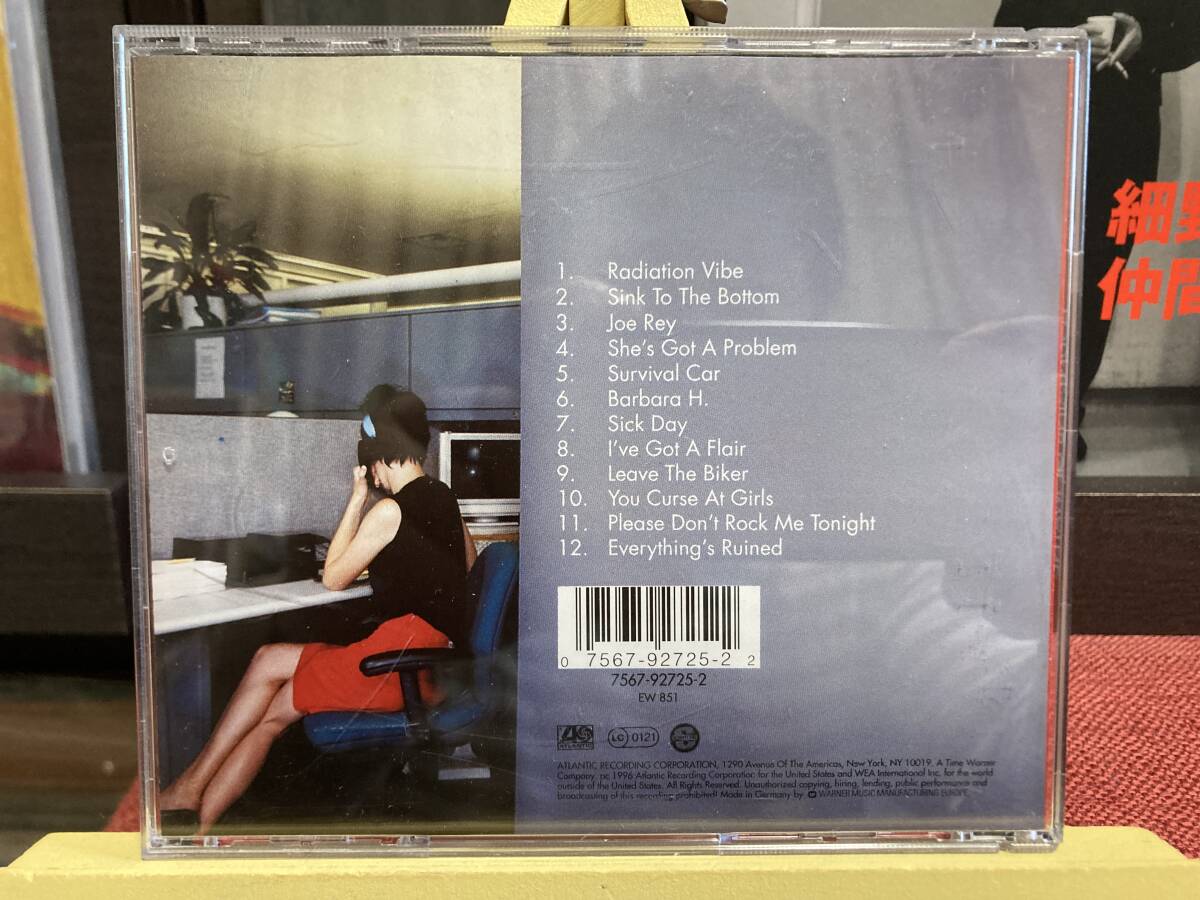 1. Radiation Vibe
2. Sink To The Bottom
3. Joe Rey
4. She's Got A Problem
5. Survival Car
6. Barbara H.
7. Sick Day
8. I've Got A Flair
9. Leave The Biker
10. You Curse At Girls
11. Please Don't Rock Me Tonight
12. Everything's Ruined
0 7567-92725-2 2
7567-92725-2
EW 851
ATLANTIC
LC 0121
ATLANTIC RECORDING CORPORATION, 1290 Avenue Of The Americas, New York, NY 10019. A Time Warner
Company. pc 1996 Atlantic Recording Corporation for the United States and WEA International Inc. for the world
outside of the United States. All Rights Reserved. Unauthorized copying, hiring, lending, public performance and
broadcasting of this recording prohibited! Made in Germany by WARNER MUSIC MANUFACTURING EUROPE.
細野
仲間